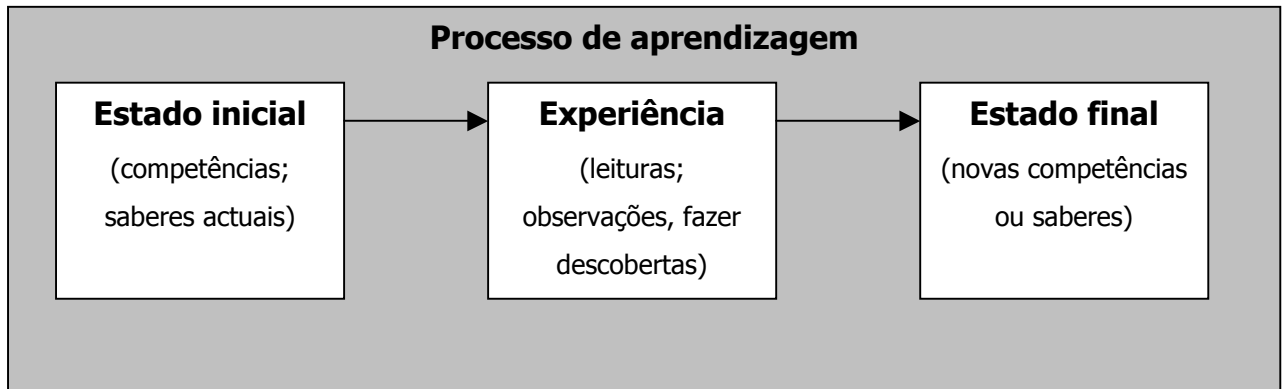 Processo de aprendizagem
Estado inicial
(competências;
saberes actuais)
Experiência
(leituras;
observações, fazer
descobertas)
Estado final
(novas competências
ou saberes)